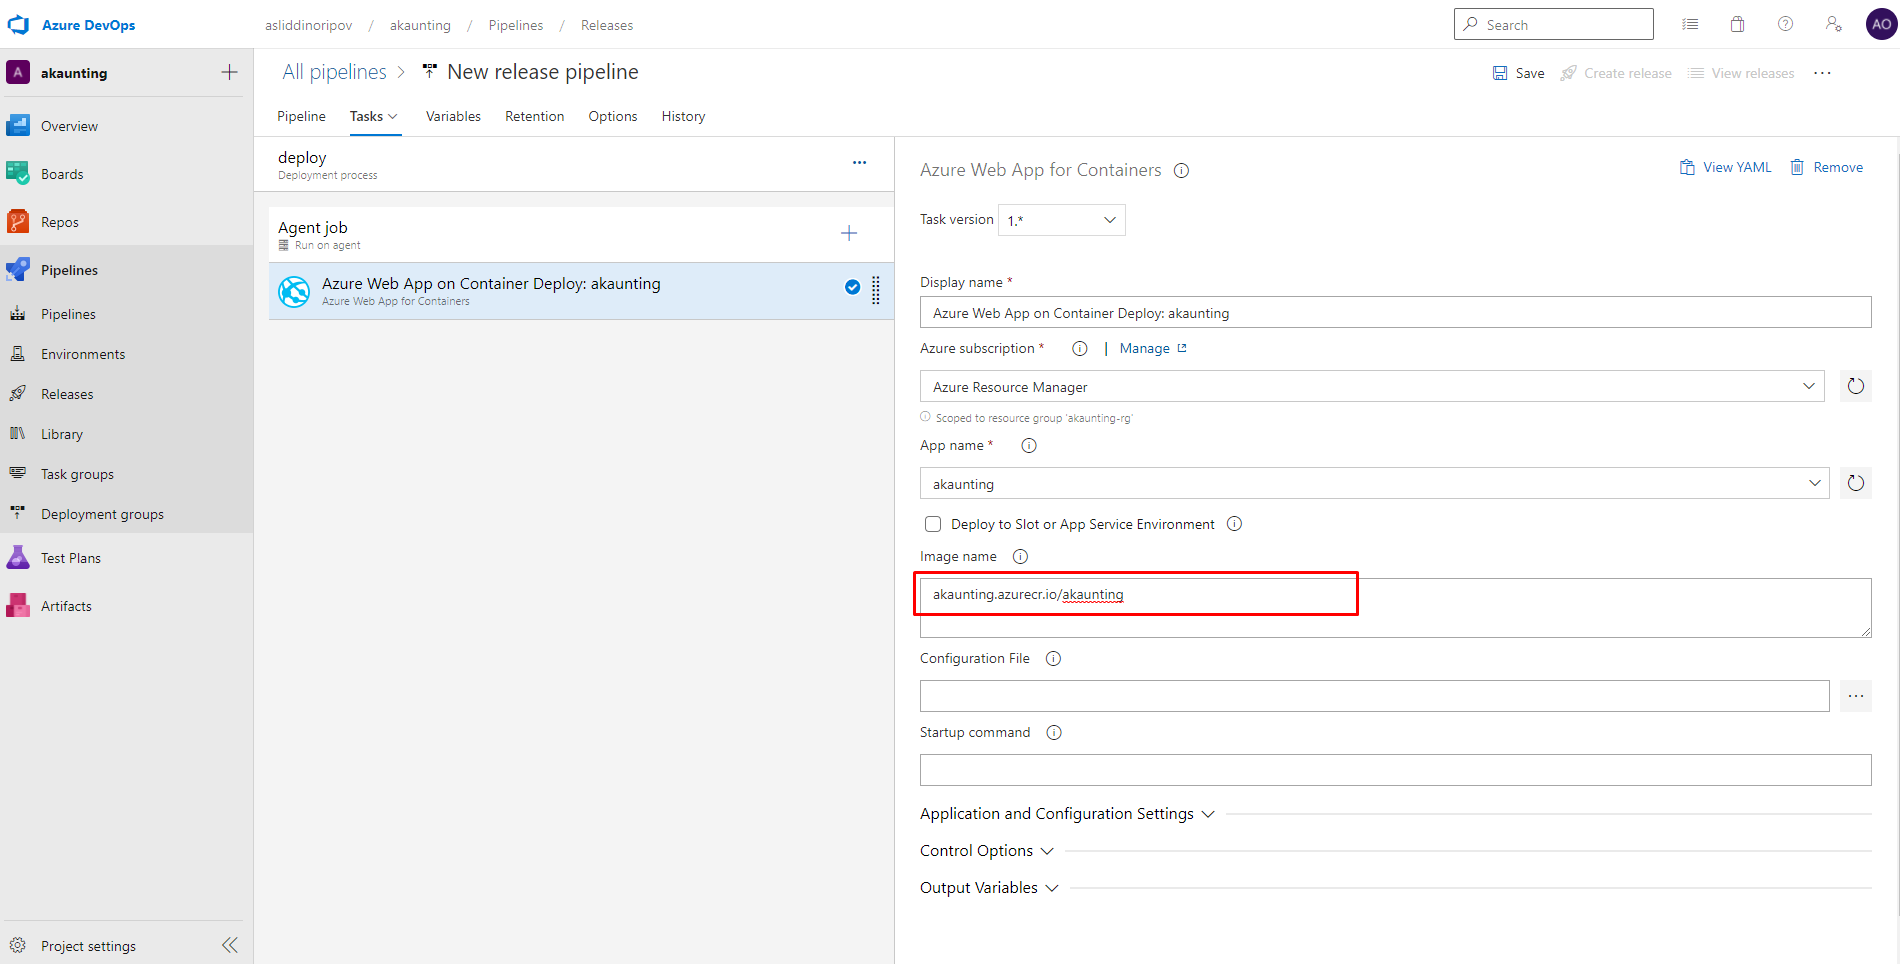 Azure DevOps
asliddinoripov / akaunting / Pipelines / Releases
Search
AO
A akaunting
Overview
Boards
Repos
Pipelines
Pipelines
Environments
Releases
Library
Task groups
Deployment groups
Test Plans
Artifacts
Project settings
All pipelines > New release pipeline
Save Create release View releases ...
Pipeline Tasks Variables Retention Options History
deploy
Deployment process
Agent job
Run on agent
Azure Web App on Container Deploy: akaunting
Azure Web App for Containers
Azure Web App for Containers
View YAML Remove
Task version 1.*
Display name *
Azure Web App on Container Deploy: akaunting
Azure subscription * | Manage
Azure Resource Manager
Scoped to resource group 'akaunting-rg'
App name *
akaunting
Deploy to Slot or App Service Environment
Image name
akaunting.azurecr.io/akaunting
Configuration File
...
Startup command
Application and Configuration Settings
Control Options
Output Variables